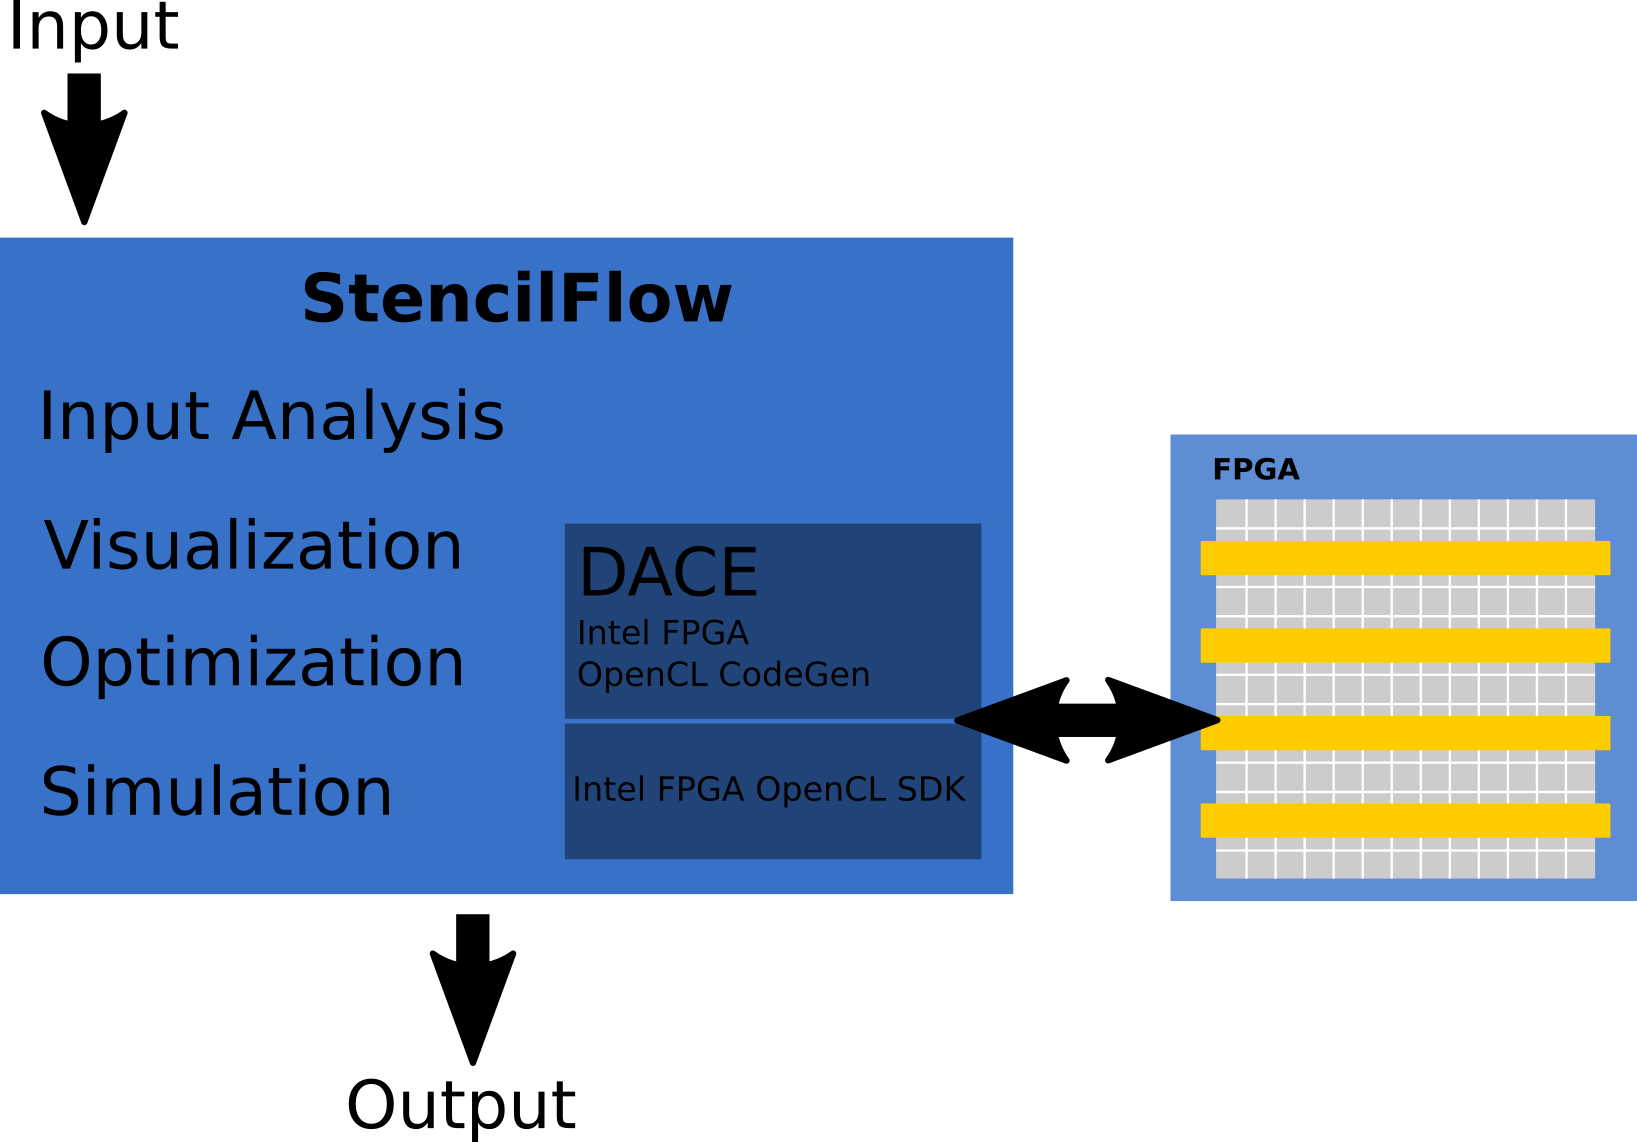 Input
StencilFlow
Input Analysis
Visualization
Optimization
Simulation
DACE
Intel FPGA
OpenCL CodeGen
Intel FPGA OpenCL SDK
FPGA
Output